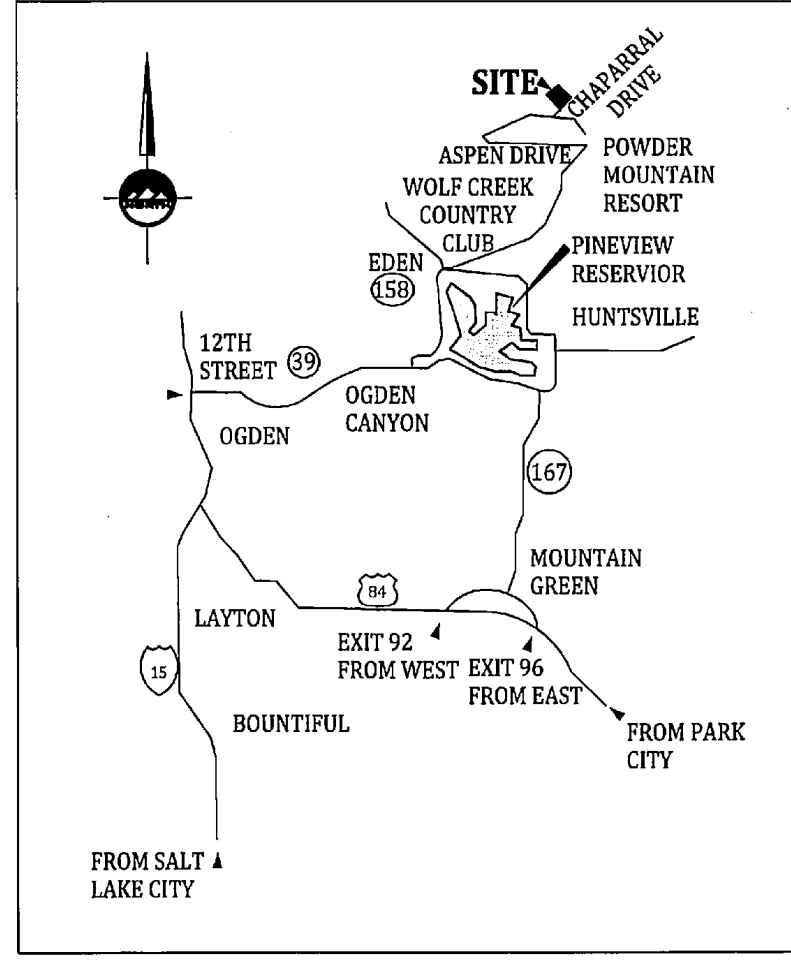 SITE
CHAPARRAL
DRIVE
ASPEN DRIVE
POWDER
MOUNTAIN
RESORT
WOLF CREEK
COUNTRY
CLUB
EDEN
158
PINEVIEW
RESERVIOR
HUNTSVILLE
12TH
STREET
39
OGDEN
CANYON
OGDEN
167
MOUNTAIN
GREEN
84
LAYTON
EXIT 92
FROM WEST
EXIT 96
FROM EAST
15
BOUNTIFUL
FROM PARK
CITY
FROM SALT
LAKE CITY